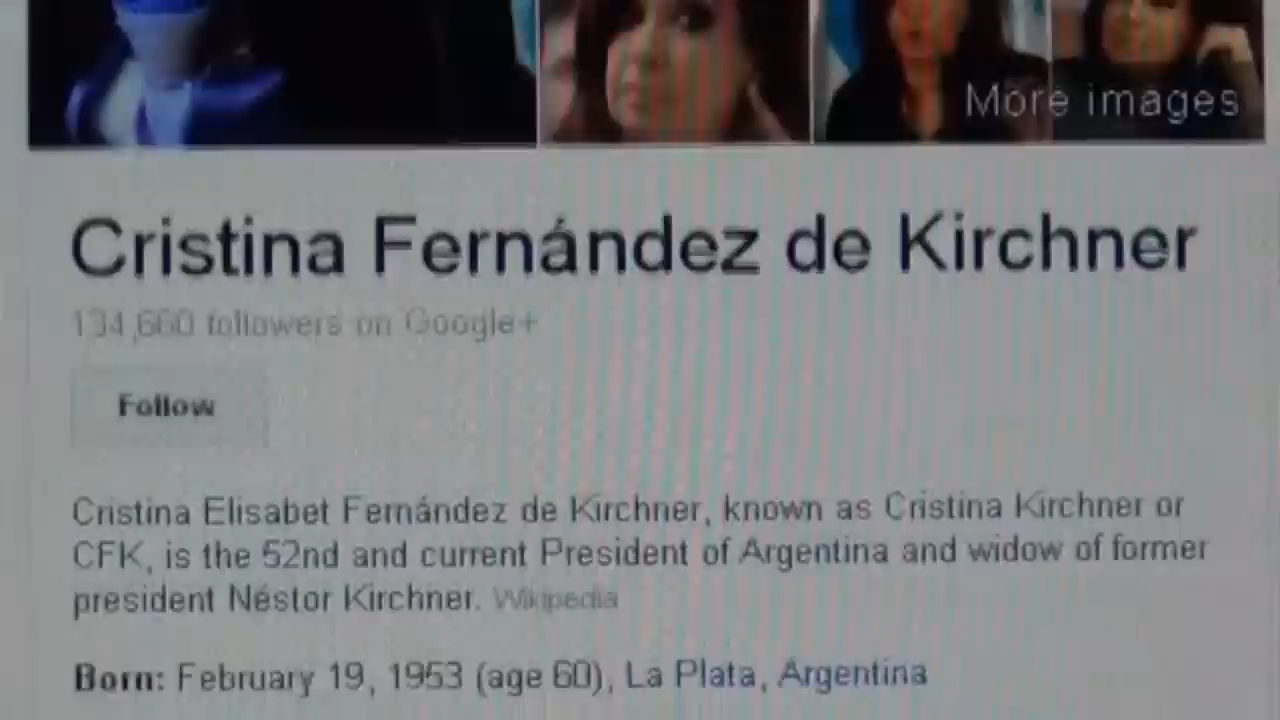 More images
Cristina Fernández de Kirchner
134,660 followers on Google+
Follow
Cristina Elisabet Fernández de Kirchner, known as Cristina Kirchner or
CFK, is the 52nd and current President of Argentina and widow of former
president Néstor Kirchner. Wikipedia
Born: February 19, 1953 (age 60), La Plata, Argentina